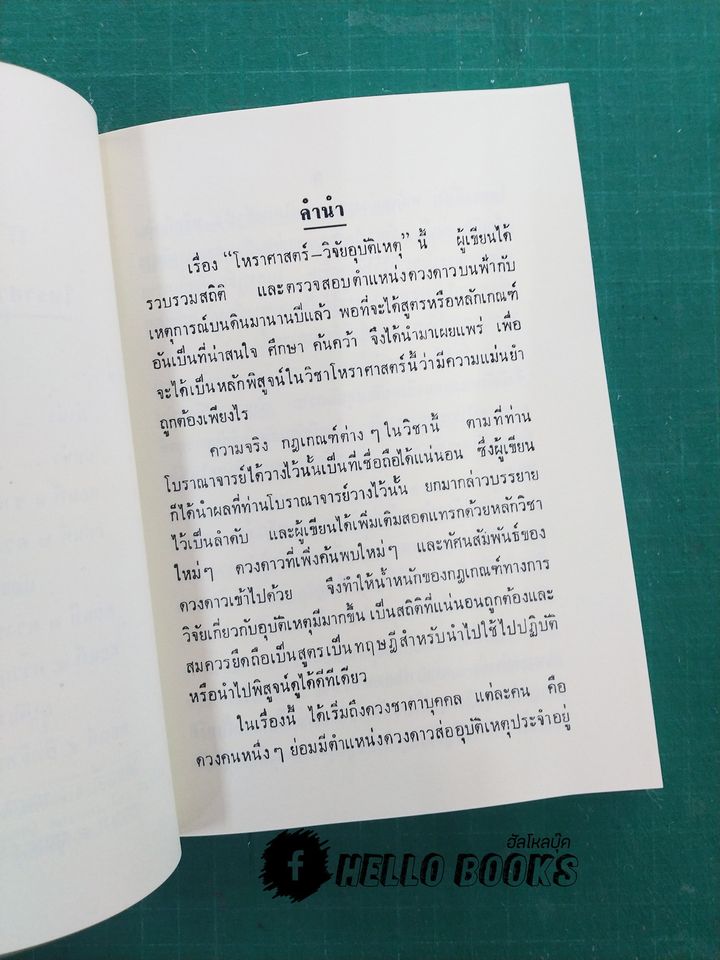 คำนำ
เรื่อง “โหราศาสตร์–วิจัยอุบัติเหตุ” นี้ ผู้เขียนได้
รวบรวมสถิติ และตรวจสอบตำแหน่งดวงดาวบนฟ้ากับ
เหตุการณ์บนดินมานานปีแล้ว พอที่จะได้สูตรหรือหลักเกณฑ์
อันเป็นที่น่าสนใจ ศึกษา ค้นคว้า จึงได้นำมาเผยแพร่ เพื่อ
จะได้เป็นหลักพิสูจน์ในวิชาโหราศาสตร์นี้ว่ามีความแม่นยำ
ถูกต้องเพียงไร
ความจริง กฎเกณฑ์ต่าง ๆ ในวิชานี้ ตามที่ท่าน
โบราณาจารย์ได้วางไว้นั้นเป็นที่เชื่อถือได้แน่นอน ซึ่งผู้เขียน
ก็ได้นำผลที่ท่านโบราณาจารย์วางไว้นั้น ยกมากล่าวบรรยาย
ไว้เป็นลำดับ และผู้เขียนได้เพิ่มเติมสอดแทรกด้วยหลักวิชา
ใหม่ๆ ดวงดาวที่เพิ่งค้นพบใหม่ๆ และทัศนสัมพันธ์ของ
ดวงดาวเข้าไปด้วย จึงทำให้น้ำหนักของกฎเกณฑ์ทางการ
วิจัยเกี่ยวกับอุบัติเหตุมีมากขึ้น เป็นสถิติที่แน่นอนถูกต้องและ
สมควรยึดถือเป็นสูตรเป็นทฤษฎีสำหรับนำไปใช้ไปปฏิบัติ
หรือนำไปพิสูจน์ดูได้ดีทีเดียว
ในเรื่องนี้ ได้เริ่มถึงดวงชาตาบุคคล แต่ละคน คือ
ดวงคนหนึ่ง ๆ ย่อมมีตำแหน่งดวงดาวส่ออุบัติเหตุประจำอยู่
ฮัลโหลบุ๊ค
f HELLO BOOKS